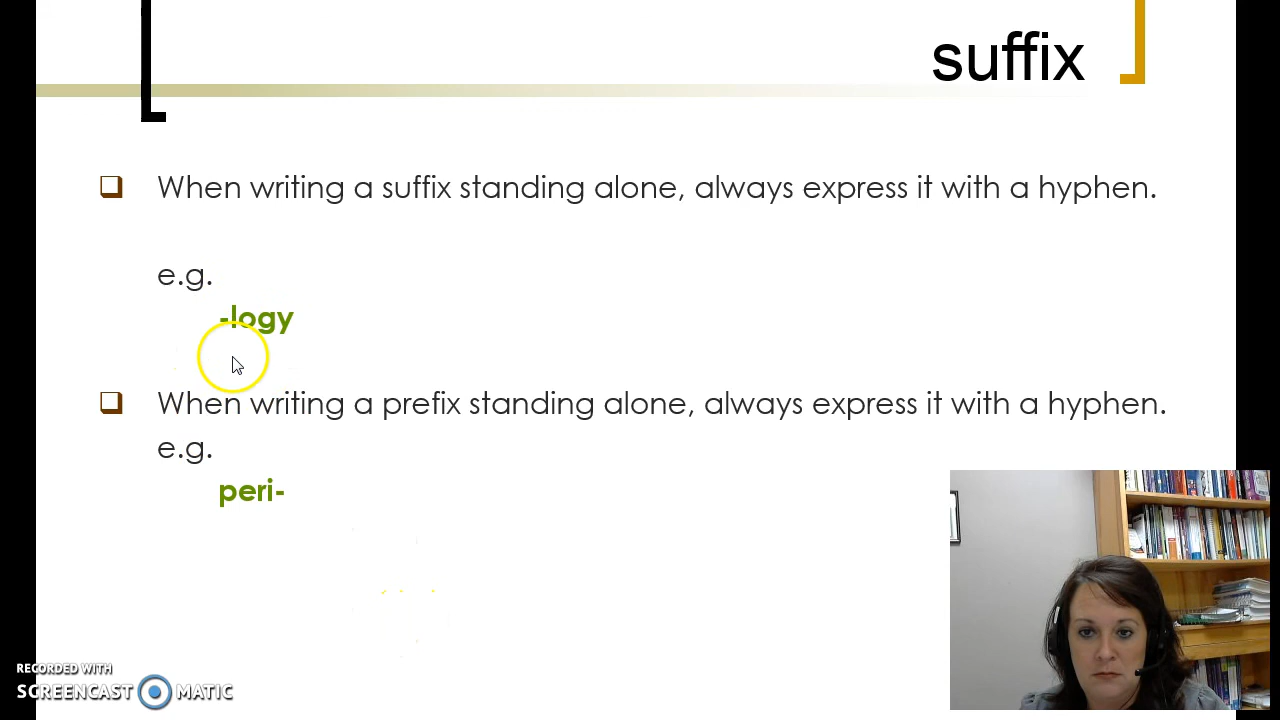 suffix
When writing a suffix standing alone, always express it with a hyphen.
e.g.
-logy
When writing a prefix standing alone, always express it with a hyphen.
e.g.
peri-
RECORDED WITH
SCREENCAST MATIC